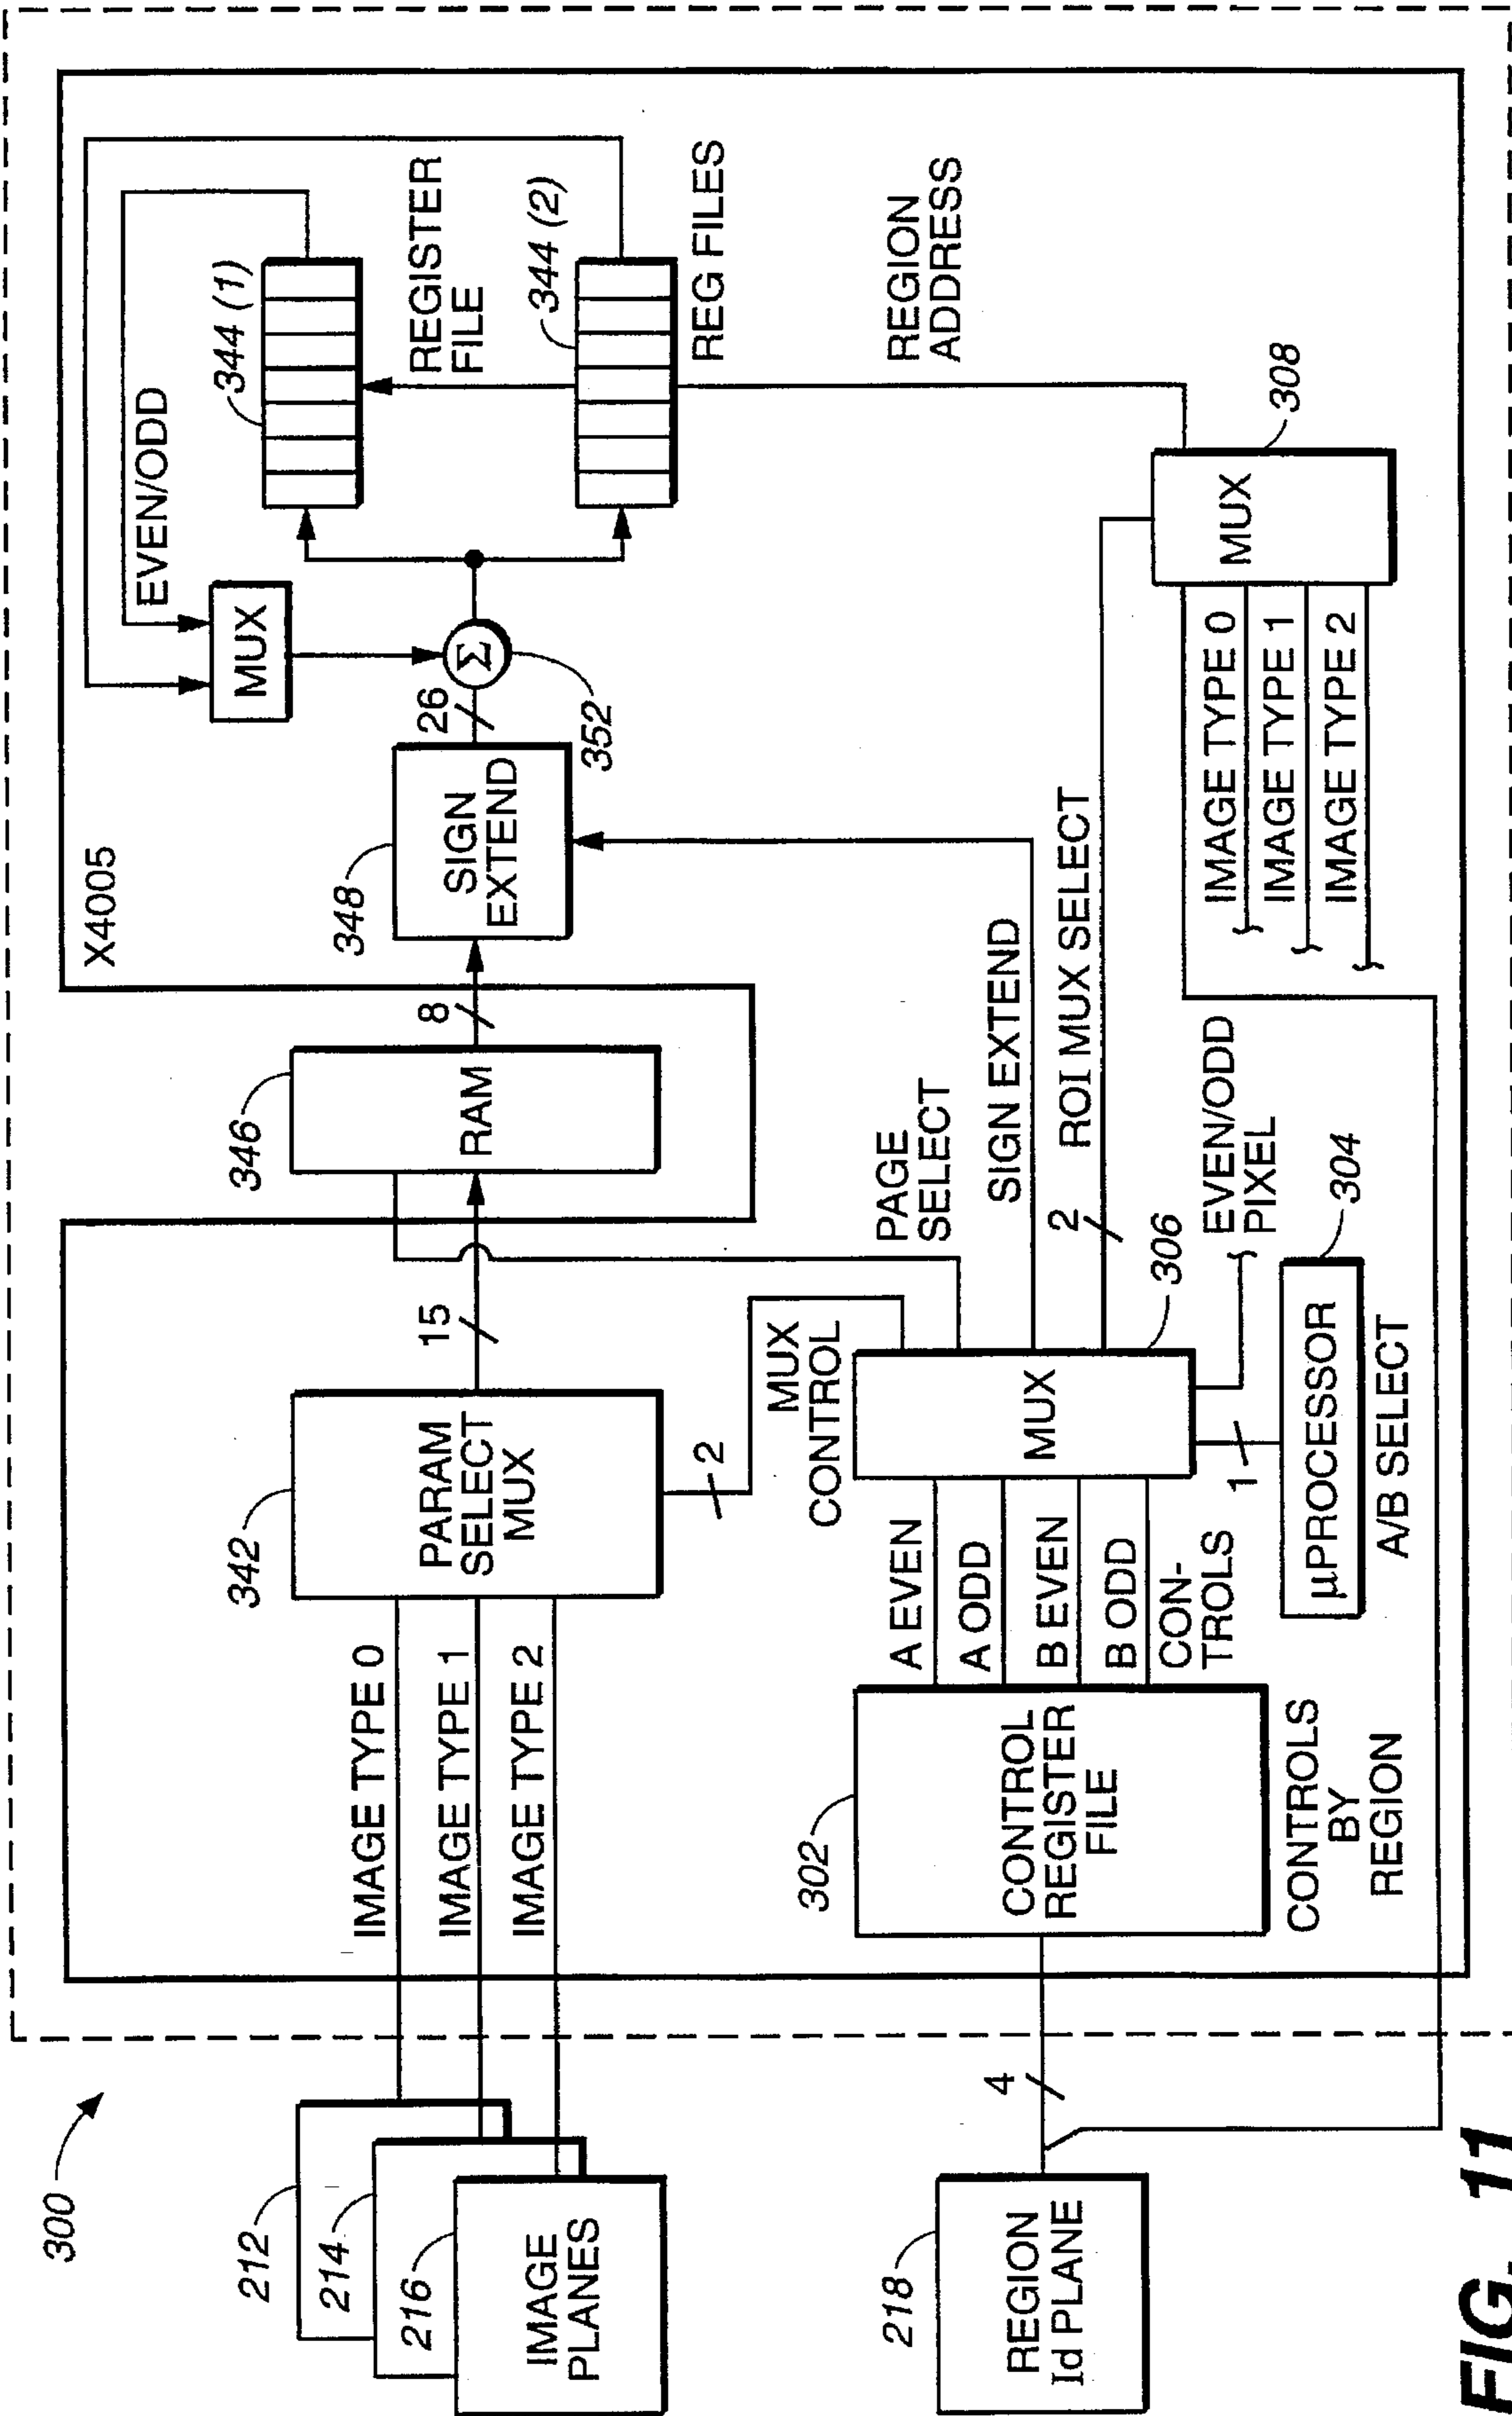 300
212
214
216
IMAGE
PLANES
218
REGION
Id PLANE
4
IMAGE TYPE 0
IMAGE TYPE 1
IMAGE TYPE 2
342
PARAM
SELECT
MUX
15
2
MUX
CONTROL
302
CONTROL
REGISTER
FILE
CONTROLS
BY
REGION
A EVEN
A ODD
B EVEN
B ODD
CON-
TROLS
MUX
306
1
µPROCESSOR
304
A/B SELECT
EVEN/ODD
PIXEL
PAGE
SELECT
SIGN EXTEND
2
ROI MUX SELECT
346
RAM
8
X4005
348
SIGN
EXTEND
26
Σ
352
MUX
EVEN/ODD
344 (1)
REGISTER
FILE
344 (2)
REG FILES
REGION
ADDRESS
IMAGE TYPE 0
IMAGE TYPE 1
IMAGE TYPE 2
MUX
308
FIG. 11